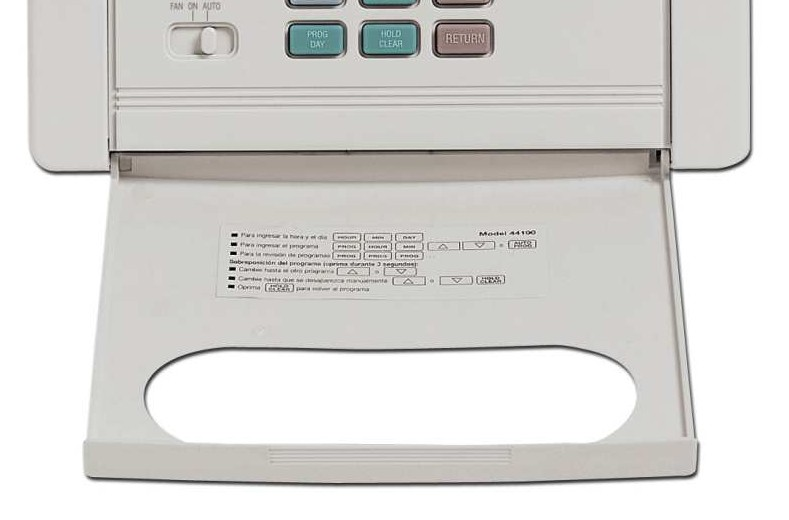 FAN ON AUTO
PROG DAY
HOLD CLEAR
RETURN
Model 44100
Para ingresar la hora y el día HOUR MIN DAY
Para ingresar el programa PROG HOUR MIN △ ▽ o AUTO
Para la revisión de programas PROG PROG PROG ...
Sobreposición del programa (oprima durante 3 segundos):
Cambie hasta el otro programa △ o ▽
Cambie hasta que se desaparezca manualmente △ o ▽ HOLD CLEAR
Oprima HOLD CLEAR para volver al programa